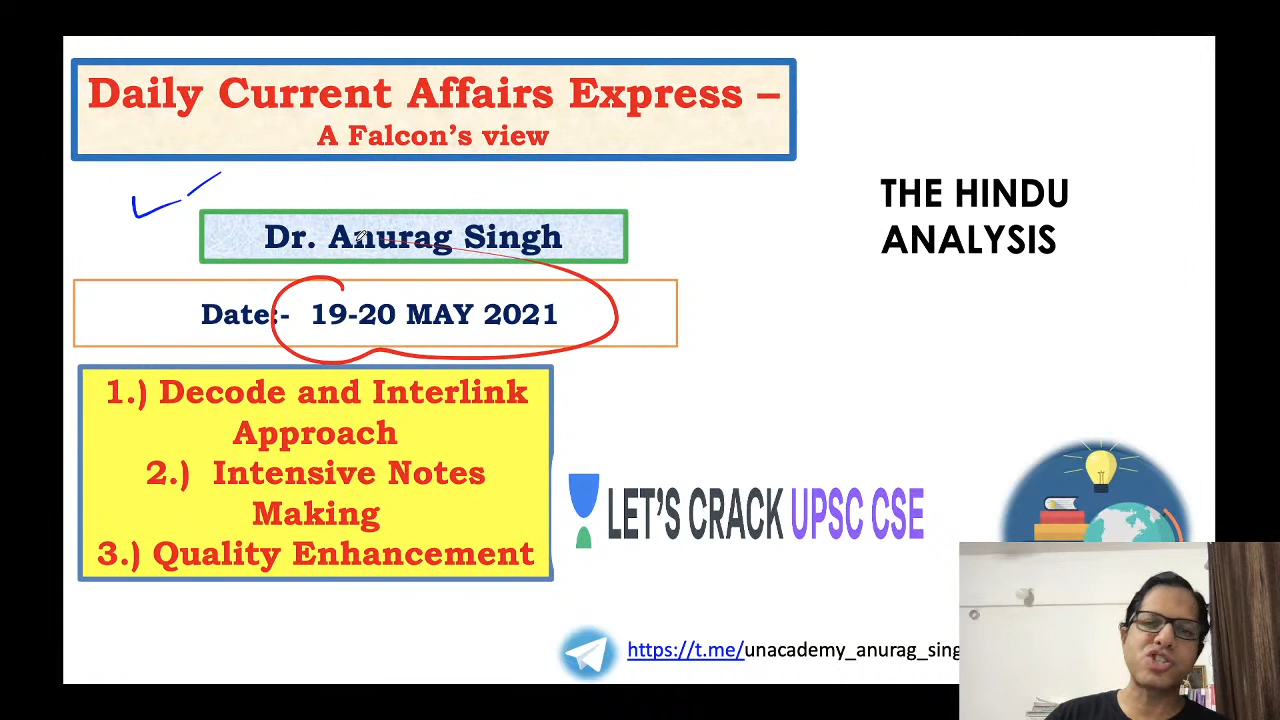 Daily Current Affairs Express –
A Falcon's view
THE HINDU
ANALYSIS
Dr. Anurag Singh
Date:- 19-20 MAY 2021
1.) Decode and Interlink
Approach
2.) Intensive Notes
Making
3.) Quality Enhancement
LET'S CRACK UPSC CSE
https://t.me/unacademy_anurag_sing